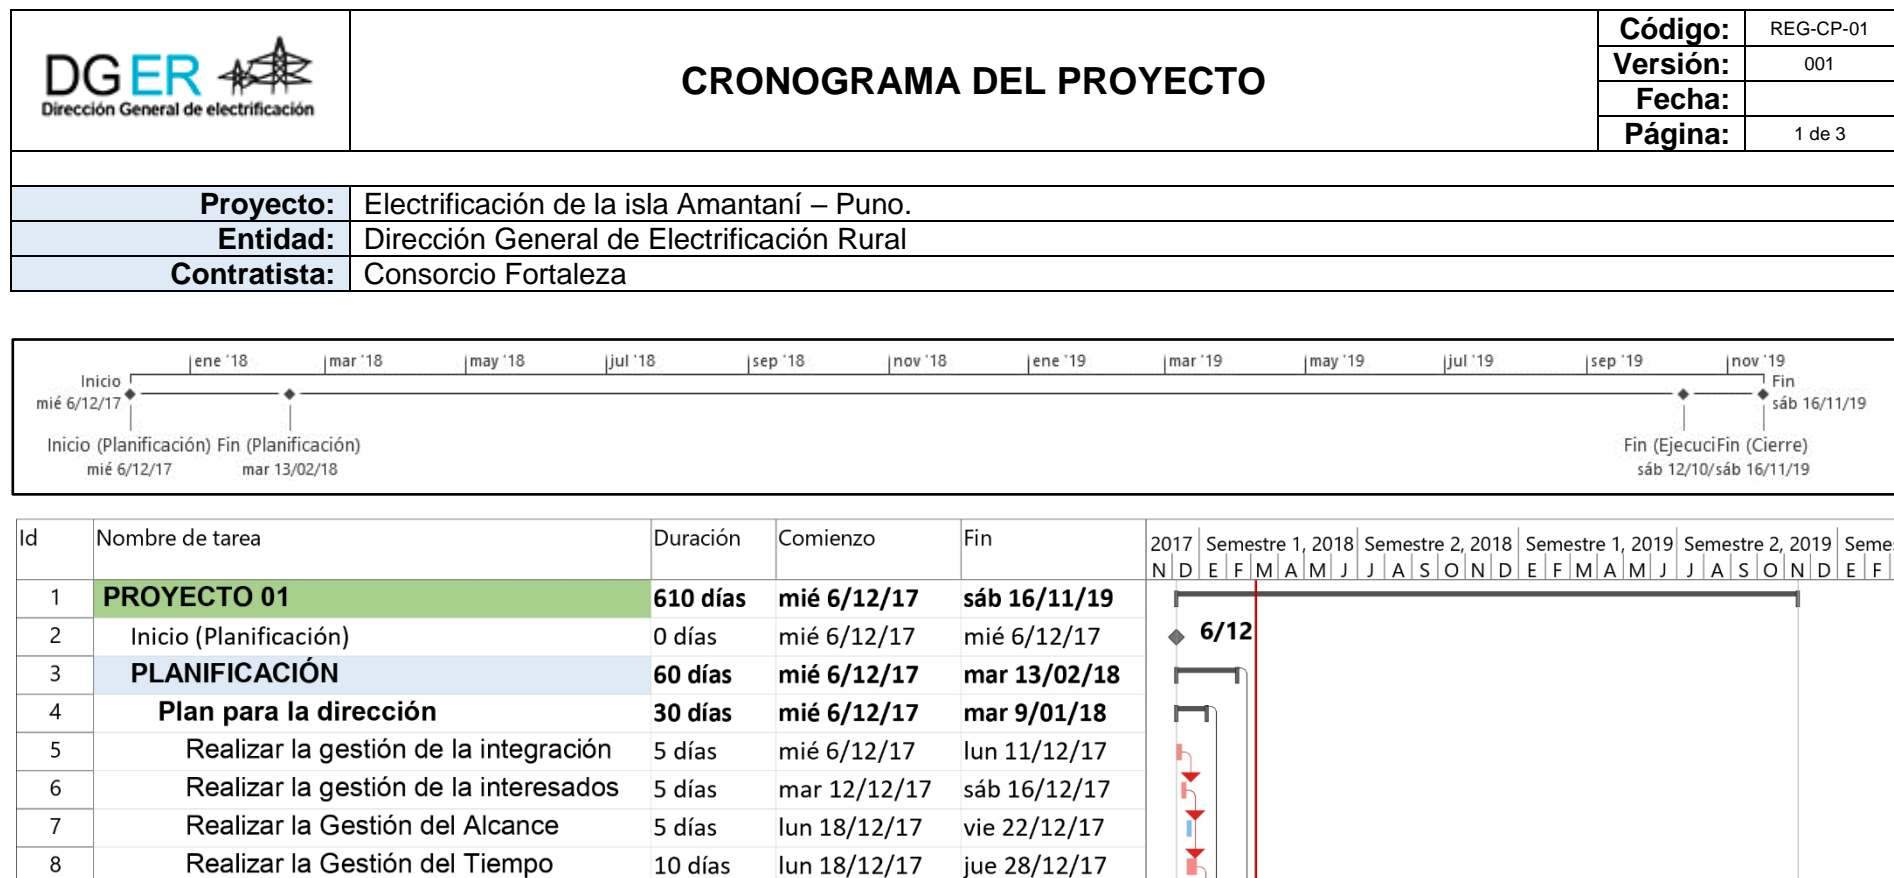 DGER
Dirección General de electrificación
CRONOGRAMA DEL PROYECTO
Código: REG-CP-01
Versión: 001
Fecha:
Página: 1 de 3
Proyecto: Electrificación de la isla Amantaní – Puno.
Entidad: Dirección General de Electrificación Rural
Contratista: Consorcio Fortaleza
ene '18 mar '18 may '18 jul '18 sep '18 nov '18 ene '19 mar '19 may '19 jul '19 sep '19 nov '19
Inicio
mié 6/12/17
Fin
sáb 16/11/19
Inicio (Planificación) Fin (Planificación) Fin (EjecuciFin (Cierre)
mié 6/12/17 mar 13/02/18 sáb 12/10/sáb 16/11/19
Id Nombre de tarea Duración Comienzo Fin
2017 Semestre 1, 2018 Semestre 2, 2018 Semestre 1, 2019 Semestre 2, 2019 Semes
N D E F M A M J J A S O N D E F M A M J J A S O N D E F
1 PROYECTO 01 610 días mié 6/12/17 sáb 16/11/19
2 Inicio (Planificación) 0 días mié 6/12/17 mié 6/12/17 6/12
3 PLANIFICACIÓN 60 días mié 6/12/17 mar 13/02/18
4 Plan para la dirección 30 días mié 6/12/17 mar 9/01/18
5 Realizar la gestión de la integración 5 días mié 6/12/17 lun 11/12/17
6 Realizar la gestión de la interesados 5 días mar 12/12/17 sáb 16/12/17
7 Realizar la Gestión del Alcance 5 días lun 18/12/17 vie 22/12/17
8 Realizar la Gestión del Tiempo 10 días lun 18/12/17 jue 28/12/17